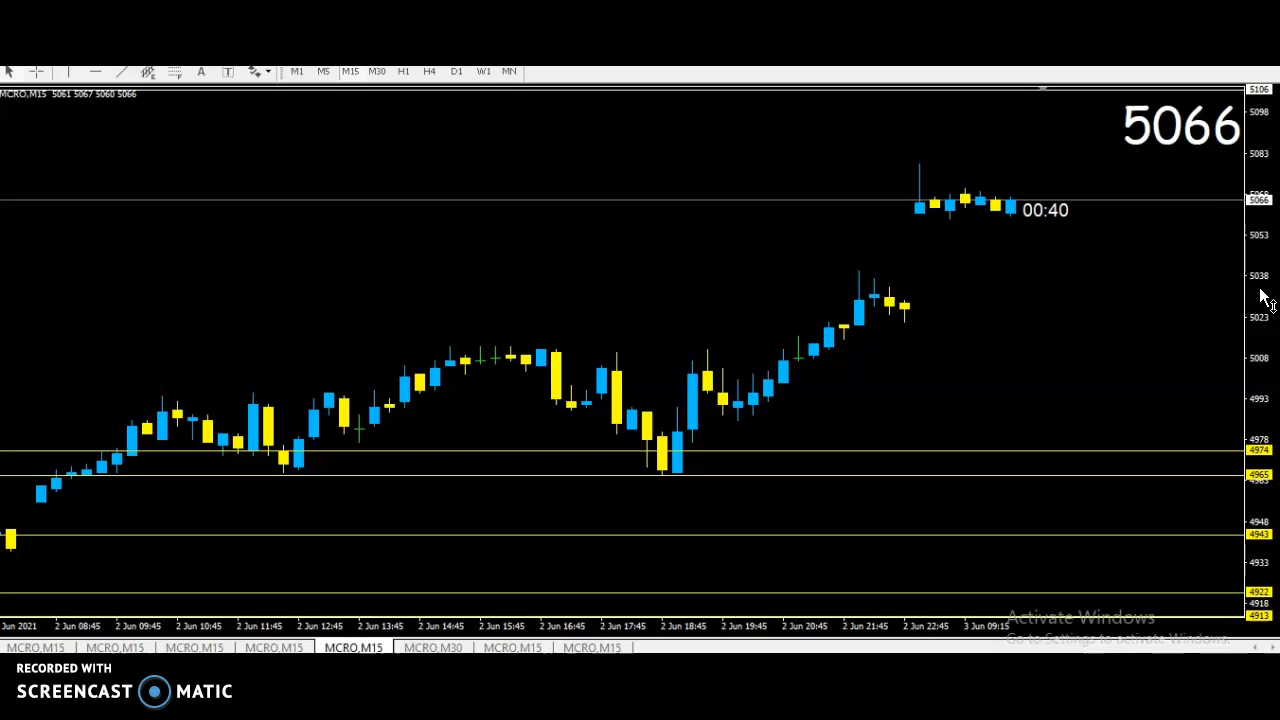 A T M1 M5 M15 M30 H1 H4 D1 W1 MN
MCRO,M15 5061 5067 5060 5066
5106
5066
5098
5083
5068
5066
00:40
5053
5038
5023
5008
4993
4978
4974
4965
4948
4943
4933
4922
4918
4913
Activate Windows
Go to Settings to activate Windows.
Jun 2021 2 Jun 08:45 2 Jun 09:45 2 Jun 10:45 2 Jun 11:45 2 Jun 12:45 2 Jun 13:45 2 Jun 14:45 2 Jun 15:45 2 Jun 16:45 2 Jun 17:45 2 Jun 18:45 2 Jun 19:45 2 Jun 20:45 2 Jun 21:45 2 Jun 22:45 3 Jun 09:15
MCRO,M15 MCRO,M15 MCRO,M15 MCRO,M15 MCRO,M15 MCRO,M30 MCRO,M15 MCRO,M15
RECORDED WITH
SCREENCAST MATIC